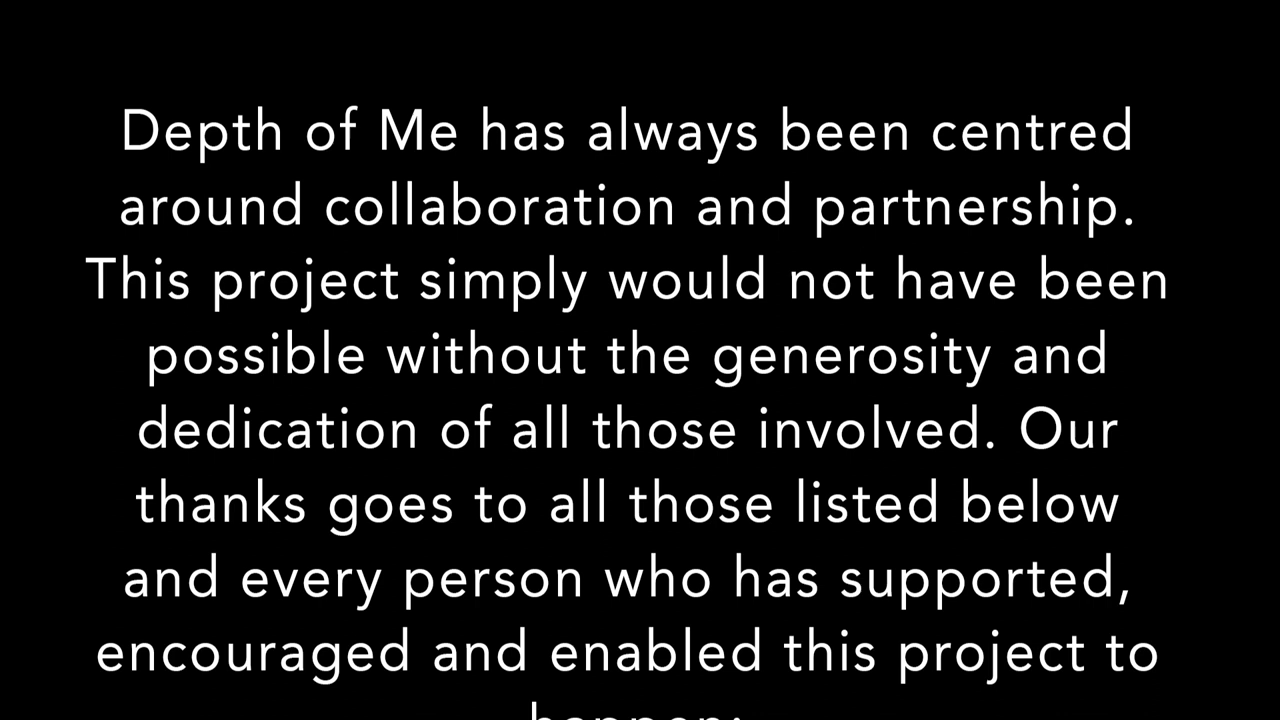 Depth of Me has always been centred
around collaboration and partnership.
This project simply would not have been
possible without the generosity and
dedication of all those involved. Our
thanks goes to all those listed below
and every person who has supported,
encouraged and enabled this project to